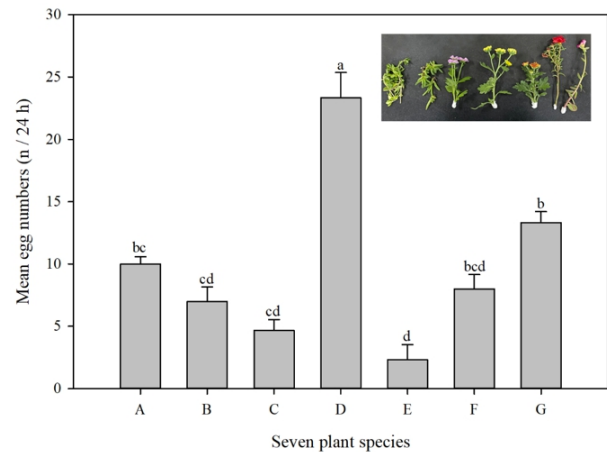 Mean egg numbers (n / 24 h)
30
25
20
15
10
5
0
bc
cd
cd
a
d
bcd
b
A B C D E F G
Seven plant species